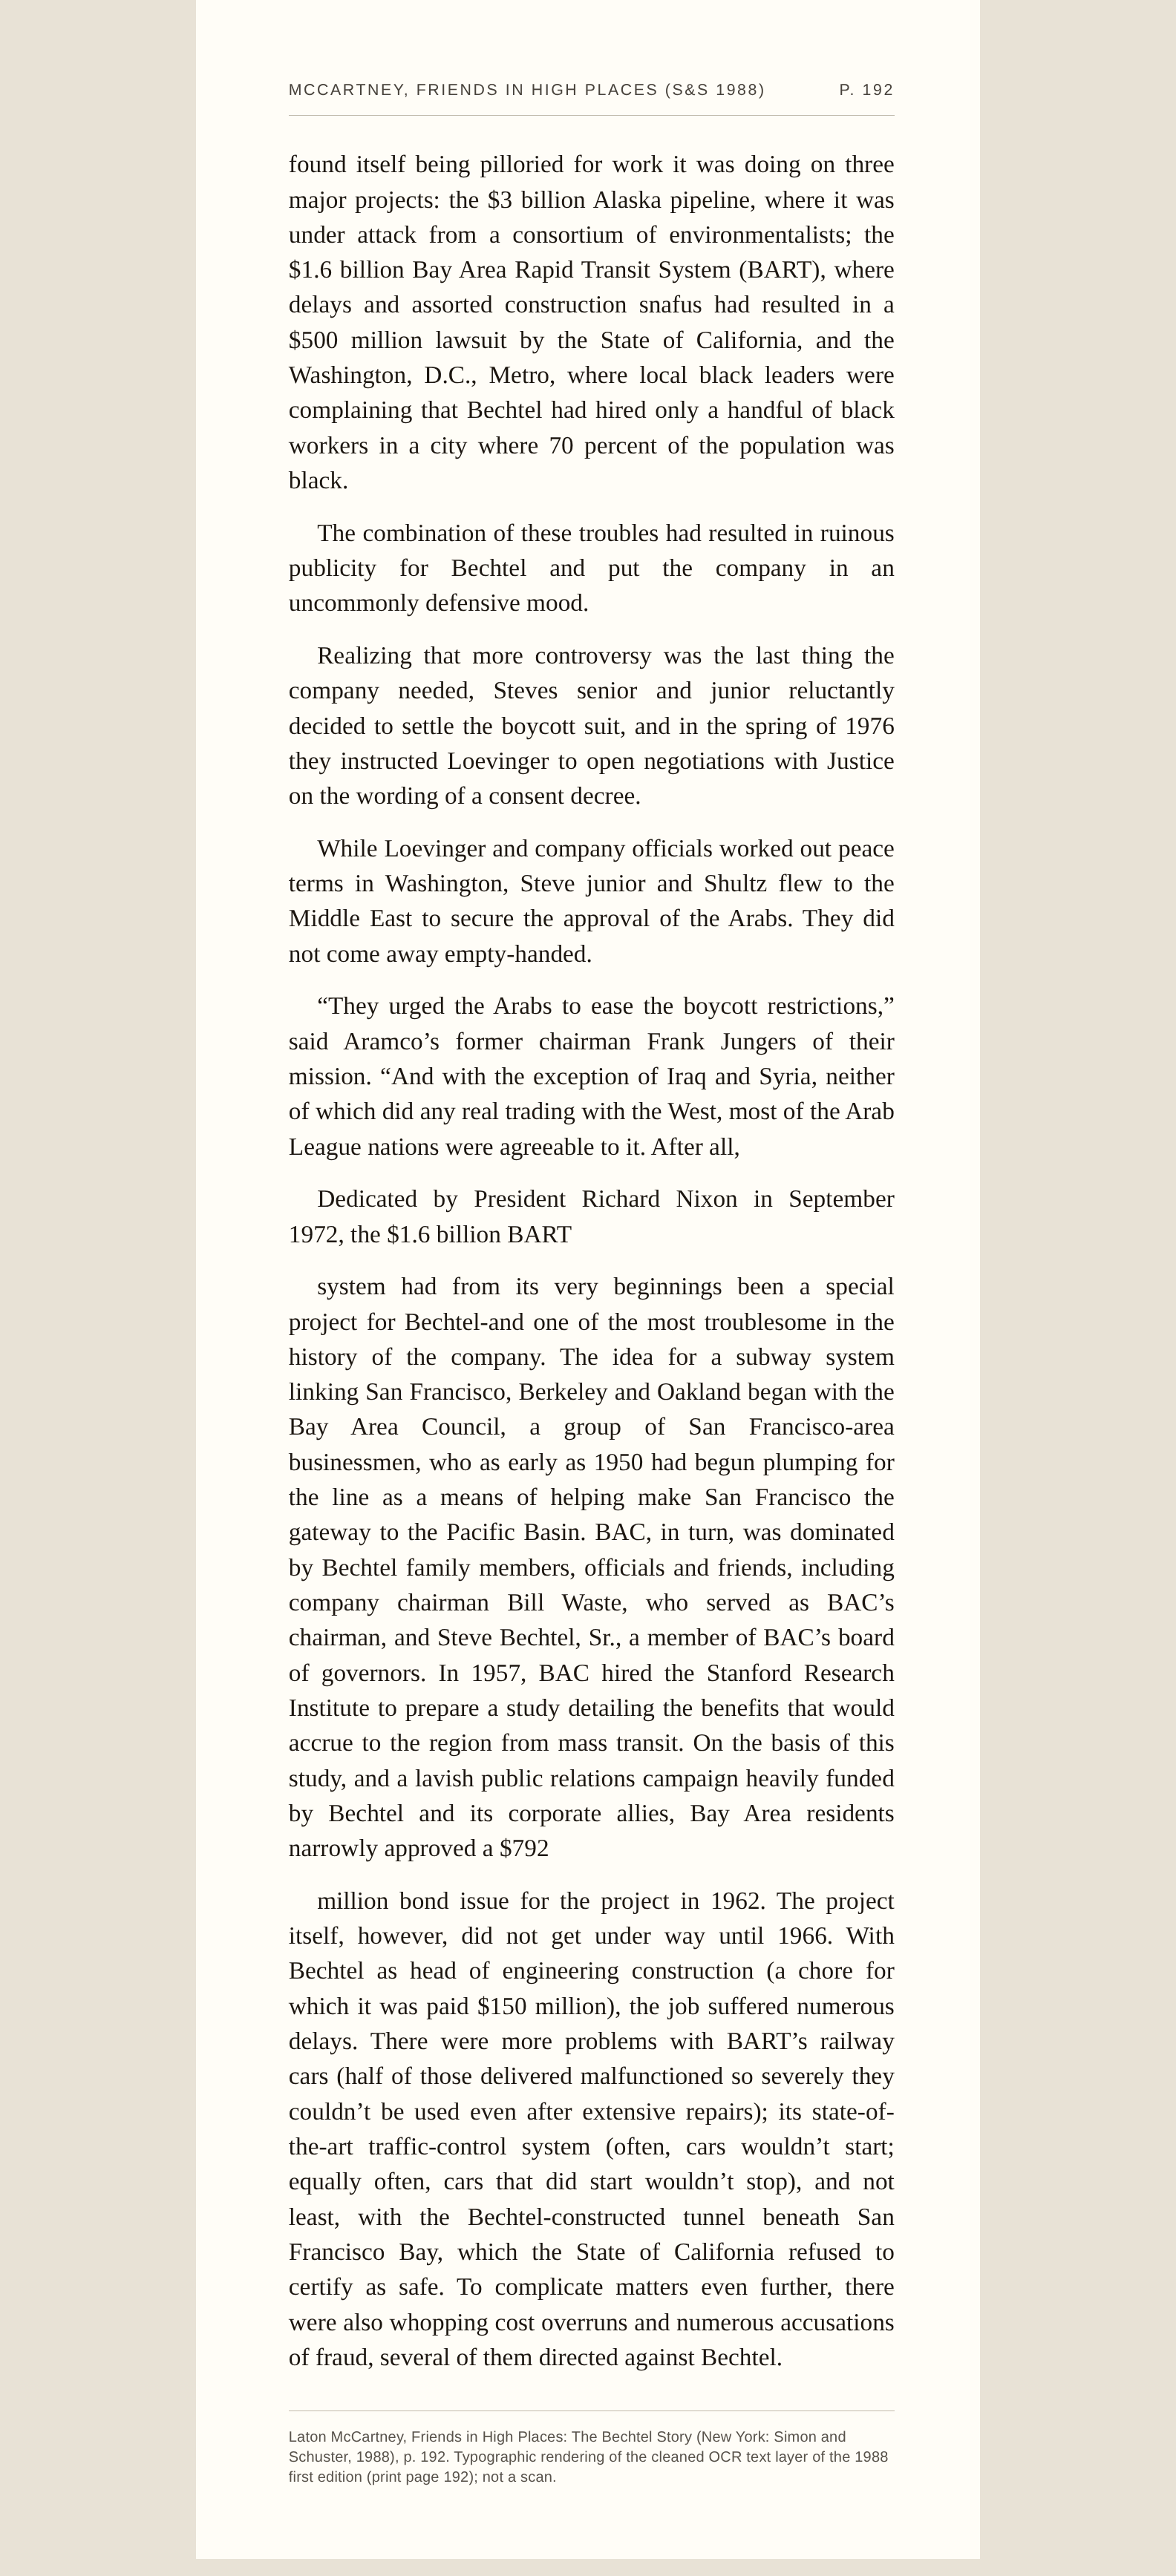 MCCARTNEY, FRIENDS IN HIGH PLACES (S&S 1988) P. 192
found itself being pilloried for work it was doing on three
major projects: the $3 billion Alaska pipeline, where it was
under attack from a consortium of environmentalists; the
$1.6 billion Bay Area Rapid Transit System (BART), where
delays and assorted construction snafus had resulted in a
$500 million lawsuit by the State of California, and the
Washington, D.C., Metro, where local black leaders were
complaining that Bechtel had hired only a handful of black
workers in a city where 70 percent of the population was
black.
The combination of these troubles had resulted in ruinous
publicity for Bechtel and put the company in an
uncommonly defensive mood.
Realizing that more controversy was the last thing the
company needed, Steves senior and junior reluctantly
decided to settle the boycott suit, and in the spring of 1976
they instructed Loevinger to open negotiations with Justice
on the wording of a consent decree.
While Loevinger and company officials worked out peace
terms in Washington, Steve junior and Shultz flew to the
Middle East to secure the approval of the Arabs. They did
not come away empty-handed.
“They urged the Arabs to ease the boycott restrictions,”
said Aramco’s former chairman Frank Jungers of their
mission. “And with the exception of Iraq and Syria, neither
of which did any real trading with the West, most of the Arab
League nations were agreeable to it. After all,
Dedicated by President Richard Nixon in September
1972, the $1.6 billion BART
system had from its very beginnings been a special
project for Bechtel-and one of the most troublesome in the
history of the company. The idea for a subway system
linking San Francisco, Berkeley and Oakland began with the
Bay Area Council, a group of San Francisco-area
businessmen, who as early as 1950 had begun plumping for
the line as a means of helping make San Francisco the
gateway to the Pacific Basin. BAC, in turn, was dominated
by Bechtel family members, officials and friends, including
company chairman Bill Waste, who served as BAC’s
chairman, and Steve Bechtel, Sr., a member of BAC’s board
of governors. In 1957, BAC hired the Stanford Research
Institute to prepare a study detailing the benefits that would
accrue to the region from mass transit. On the basis of this
study, and a lavish public relations campaign heavily funded
by Bechtel and its corporate allies, Bay Area residents
narrowly approved a $792
million bond issue for the project in 1962. The project
itself, however, did not get under way until 1966. With
Bechtel as head of engineering construction (a chore for
which it was paid $150 million), the job suffered numerous
delays. There were more problems with BART’s railway
cars (half of those delivered malfunctioned so severely they
couldn’t be used even after extensive repairs); its state-of-
the-art traffic-control system (often, cars wouldn’t start;
equally often, cars that did start wouldn’t stop), and not
least, with the Bechtel-constructed tunnel beneath San
Francisco Bay, which the State of California refused to
certify as safe. To complicate matters even further, there
were also whopping cost overruns and numerous accusations
of fraud, several of them directed against Bechtel.
Laton McCartney, Friends in High Places: The Bechtel Story (New York: Simon and
Schuster, 1988), p. 192. Typographic rendering of the cleaned OCR text layer of the 1988
first edition (print page 192); not a scan.